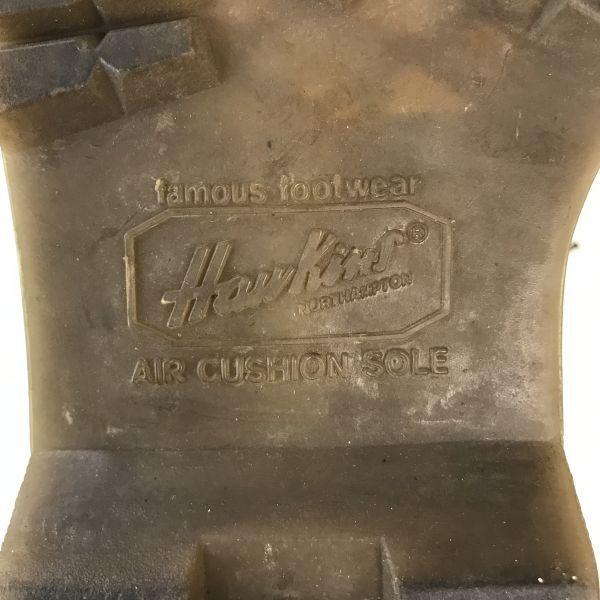 famous footwear
Hawkins®
NORTHAMPTON
AIR CUSHION SOLE